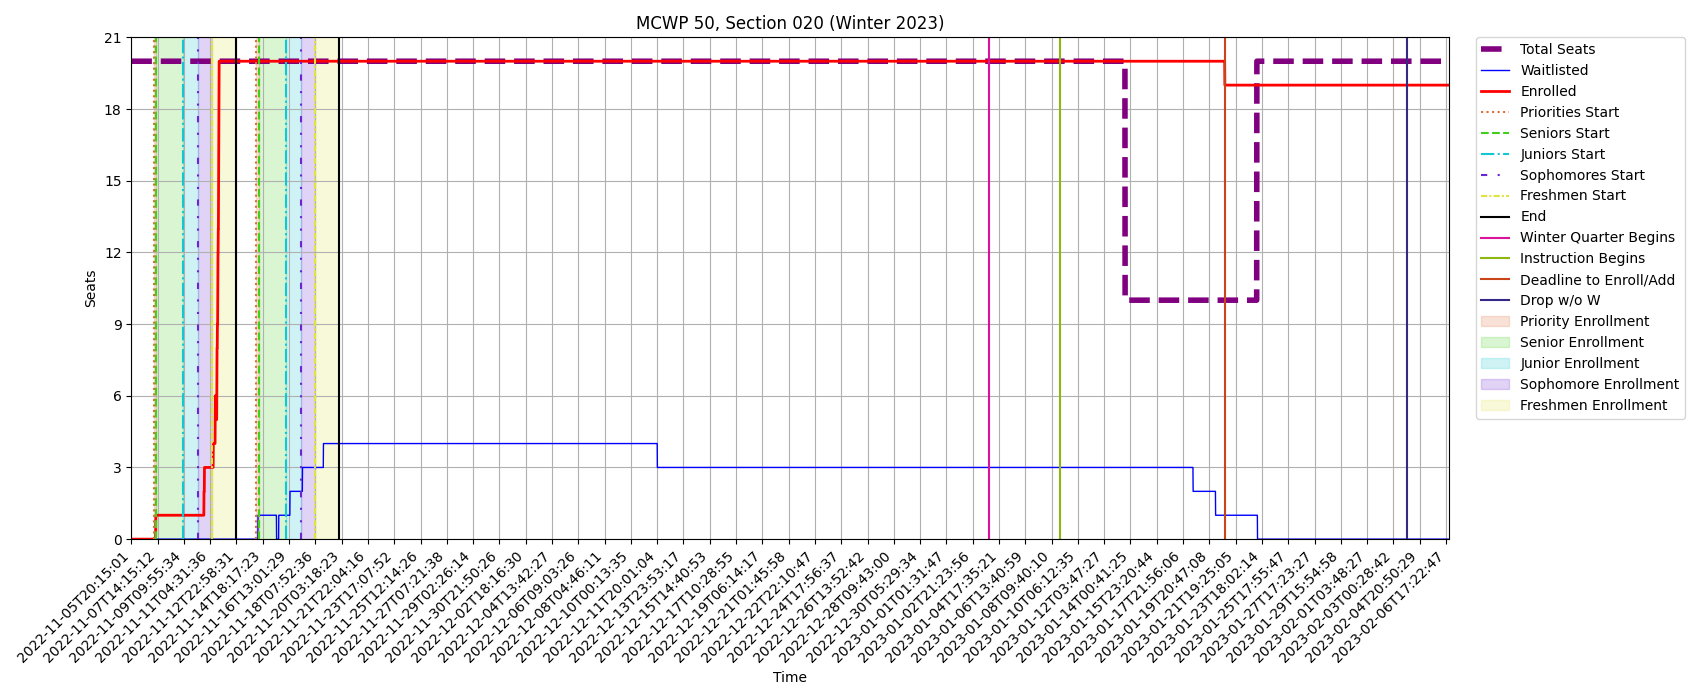 MCWP 50, Section 020 (Winter 2023)
21
18
15
12
9
6
3
0
Seats
2022-11-05T20:15:01
2022-11-07T14:15:12
2022-11-09T09:55:34
2022-11-11T04:31:36
2022-11-12T22:58:31
2022-11-14T18:17:23
2022-11-16T13:01:29
2022-11-18T07:52:36
2022-11-20T03:18:23
2022-11-21T22:04:16
2022-11-23T17:07:52
2022-11-25T12:14:26
2022-11-27T07:21:38
2022-11-29T02:26:14
2022-11-30T21:50:26
2022-12-02T18:16:30
2022-12-04T13:42:27
2022-12-06T09:03:26
2022-12-08T04:46:11
2022-12-10T00:13:35
2022-12-11T20:01:04
2022-12-13T23:53:17
2022-12-15T14:40:53
2022-12-17T10:28:55
2022-12-19T06:14:17
2022-12-21T01:45:58
2022-12-22T22:10:47
2022-12-24T17:56:37
2022-12-26T13:52:42
2022-12-28T09:43:00
2022-12-30T05:29:34
2023-01-01T01:31:47
2023-01-02T21:23:56
2023-01-04T17:35:21
2023-01-06T13:40:59
2023-01-08T09:40:10
2023-01-10T06:12:35
2023-01-12T03:47:27
2023-01-14T00:41:25
2023-01-15T23:20:44
2023-01-17T21:56:06
2023-01-19T20:47:08
2023-01-21T19:25:05
2023-01-23T18:02:14
2023-01-25T17:55:47
2023-01-27T17:23:27
2023-01-29T15:54:58
2023-02-01T03:48:27
2023-02-03T00:28:42
2023-02-04T20:50:29
2023-02-06T17:22:47
Time
Total Seats
Waitlisted
Enrolled
Priorities Start
Seniors Start
Juniors Start
Sophomores Start
Freshmen Start
End
Winter Quarter Begins
Instruction Begins
Deadline to Enroll/Add
Drop w/o W
Priority Enrollment
Senior Enrollment
Junior Enrollment
Sophomore Enrollment
Freshmen Enrollment